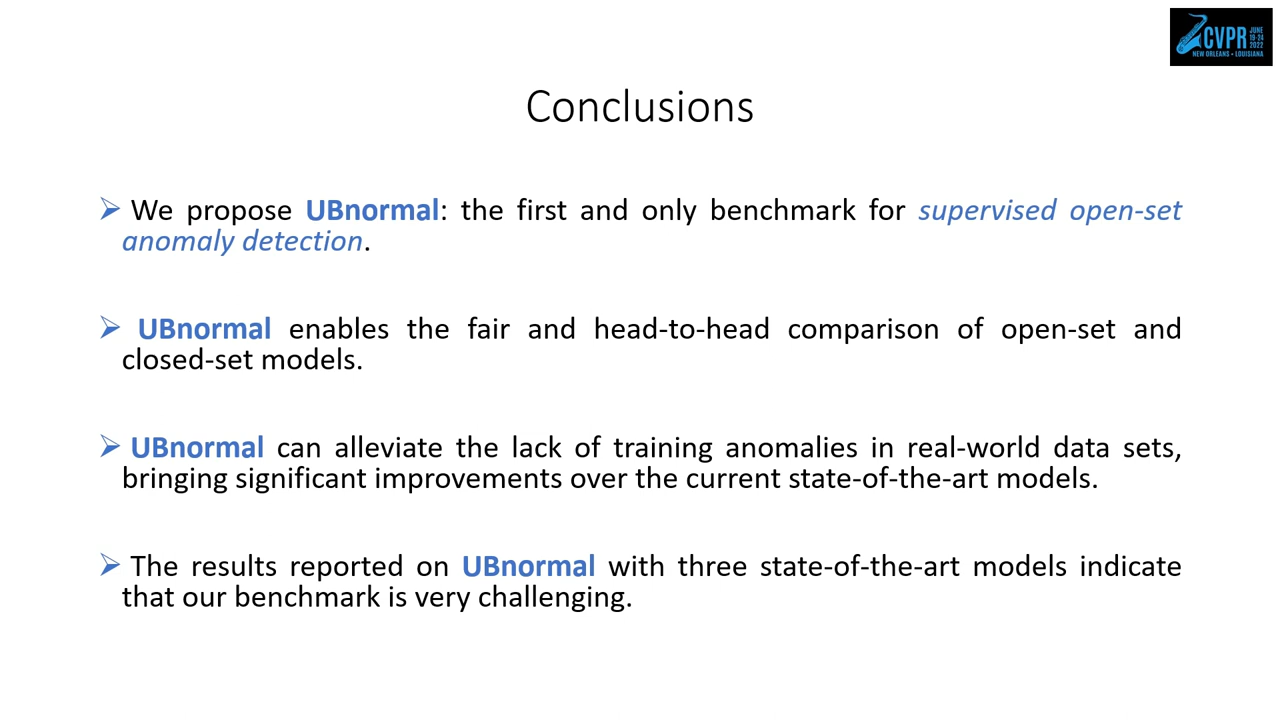 CVPR JUNE 19-24 2022
NEW ORLEANS • LOUISIANA
Conclusions
➢ We propose UBnormal: the first and only benchmark for supervised open-set
anomaly detection.
➢ UBnormal enables the fair and head-to-head comparison of open-set and
closed-set models.
➢ UBnormal can alleviate the lack of training anomalies in real-world data sets,
bringing significant improvements over the current state-of-the-art models.
➢ The results reported on UBnormal with three state-of-the-art models indicate
that our benchmark is very challenging.